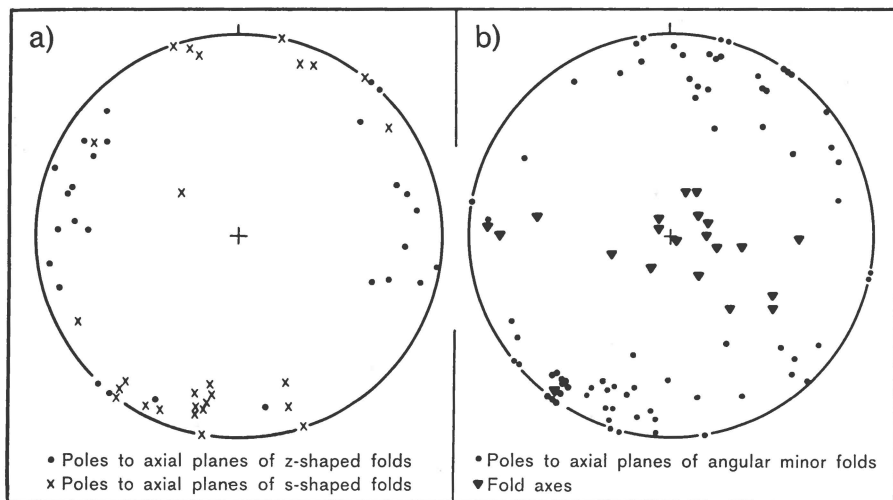 a)
b)
• Poles to axial planes of z-shaped folds
x Poles to axial planes of s-shaped folds
• Poles to axial planes of angular minor folds
▼ Fold axes